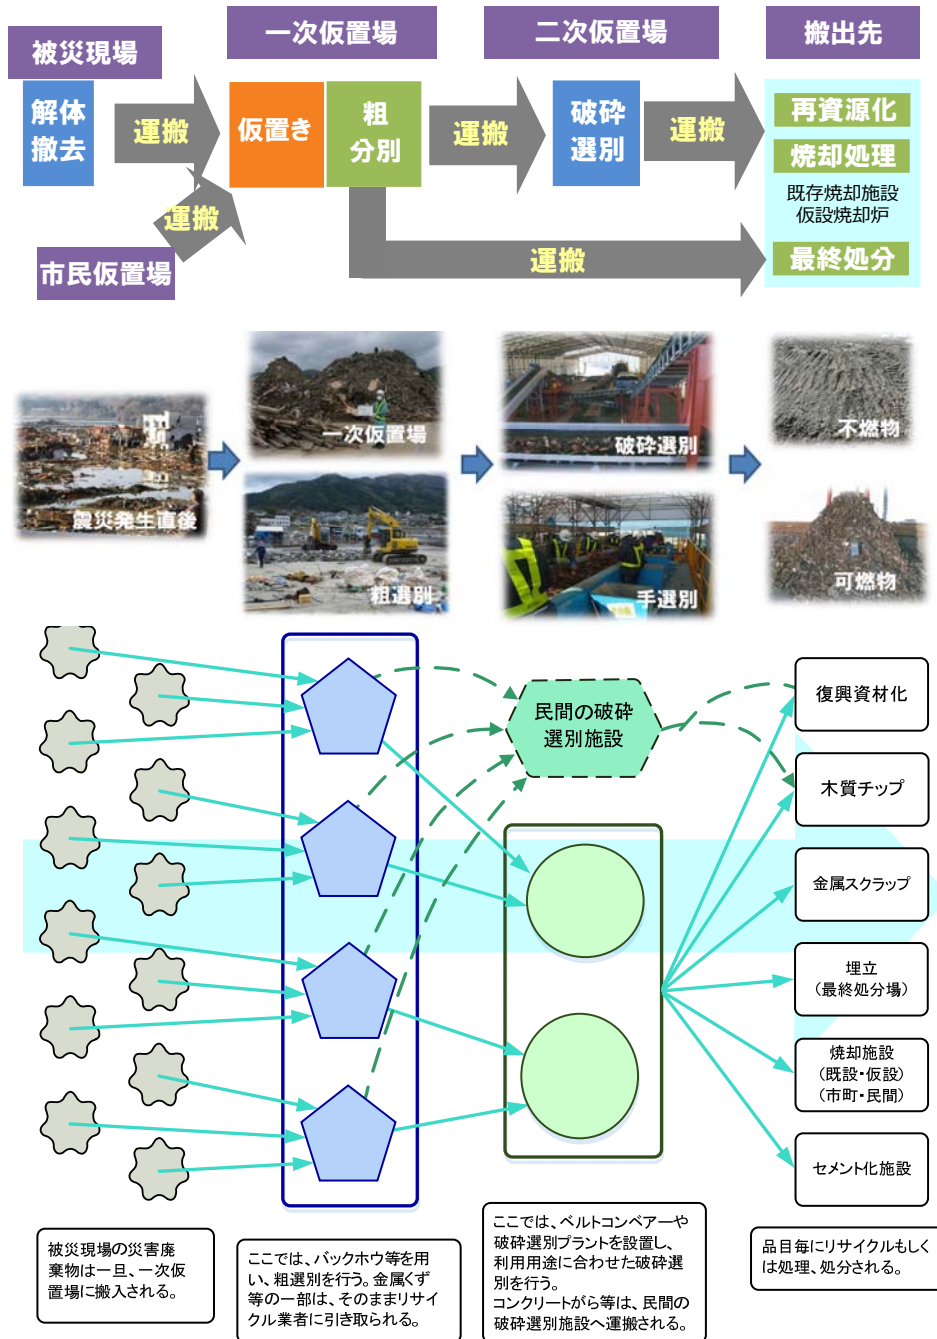 被災現場
一次仮置場
二次仮置場
搬出先
解体
撤去
運搬
仮置き
粗
分別
運搬
破砕
選別
運搬
再資源化
焼却処理
既存焼却施設
仮設焼却炉
最終処分
運搬
市民仮置場
運搬
震災発生直後
一次仮置場
粗選別
破砕選別
手選別
不燃物
可燃物
民間の破砕
選別施設
復興資材化
木質チップ
金属スクラップ
埋立
(最終処分場)
焼却施設
(既設・仮設)
(市町・民間)
セメント化施設
被災現場の災害廃
棄物は一旦、一次仮
置場に搬入される。
ここでは、バックホウ等を用
い、粗選別を行う。金属くず
等の一部は、そのままリサイ
クル業者に引き取られる。
ここでは、ベルトコンベアーや
破砕選別プラントを設置し、
利用用途に合わせた破砕選
別を行う。
コンクリートがら等は、民間の
破砕選別施設へ運搬される。
品目毎にリサイクルもしく
は処理、処分される。